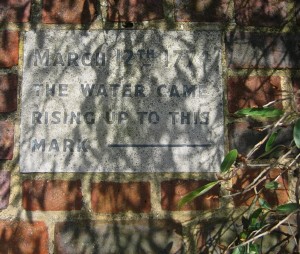 MARCH 12TH
THE WATER CAME
RISING UP TO THIS
MARK